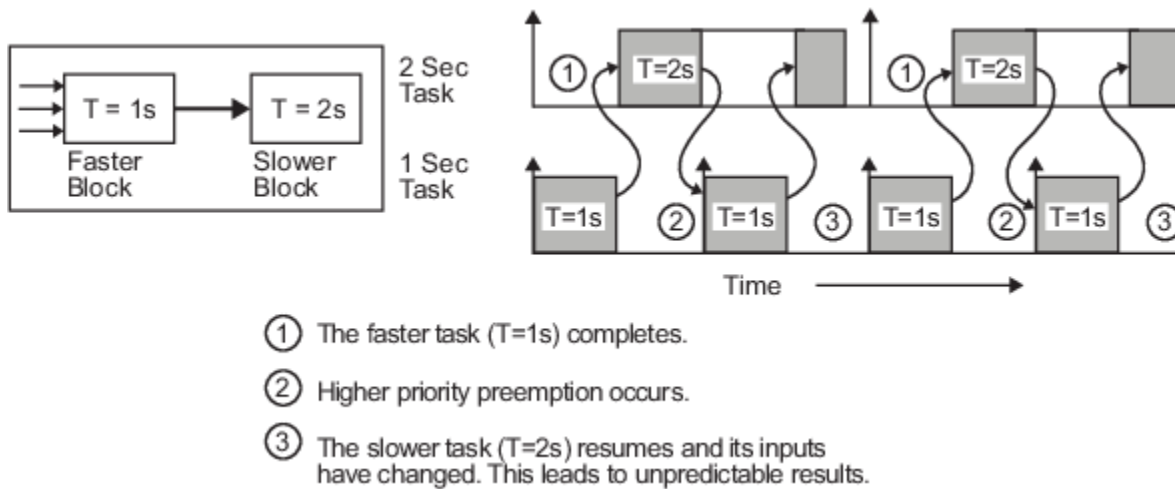 T = 1s
T = 2s
Faster
Block
Slower
Block
2 Sec
Task
1 Sec
Task
1
T=2s
1
T=2s
T=1s
2
T=1s
3
T=1s
2
T=1s
3
Time
1 The faster task (T=1s) completes.
2 Higher priority preemption occurs.
3 The slower task (T=2s) resumes and its inputs
have changed. This leads to unpredictable results.